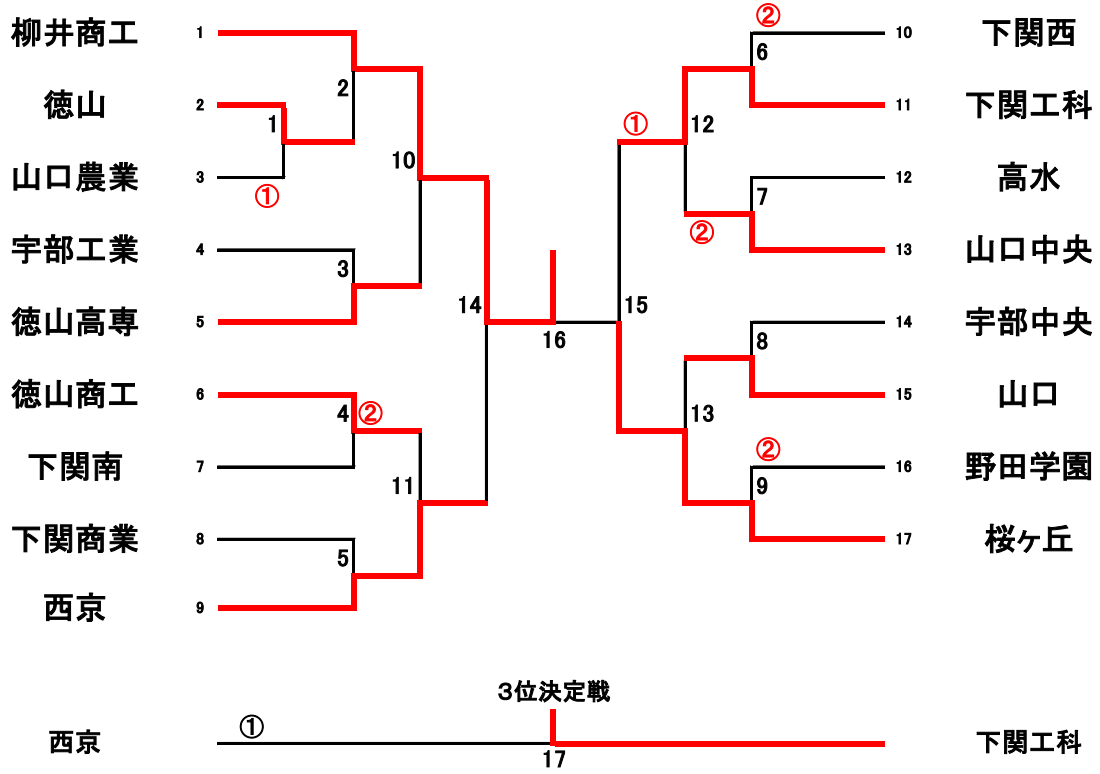 柳井商工 1
徳山 2
山口農業 3
宇部工業 4
徳山高専 5
徳山商工 6
下関南 7
下関商業 8
西京 9
1
①
2
3
4
②
5
10
11
14
16
15
①
12
②
13
②
6
7
8
②
9
10 下関西
11 下関工科
12 高水
13 山口中央
14 宇部中央
15 山口
16 野田学園
17 桜ヶ丘
3位決定戦
西京 ① 17 下関工科